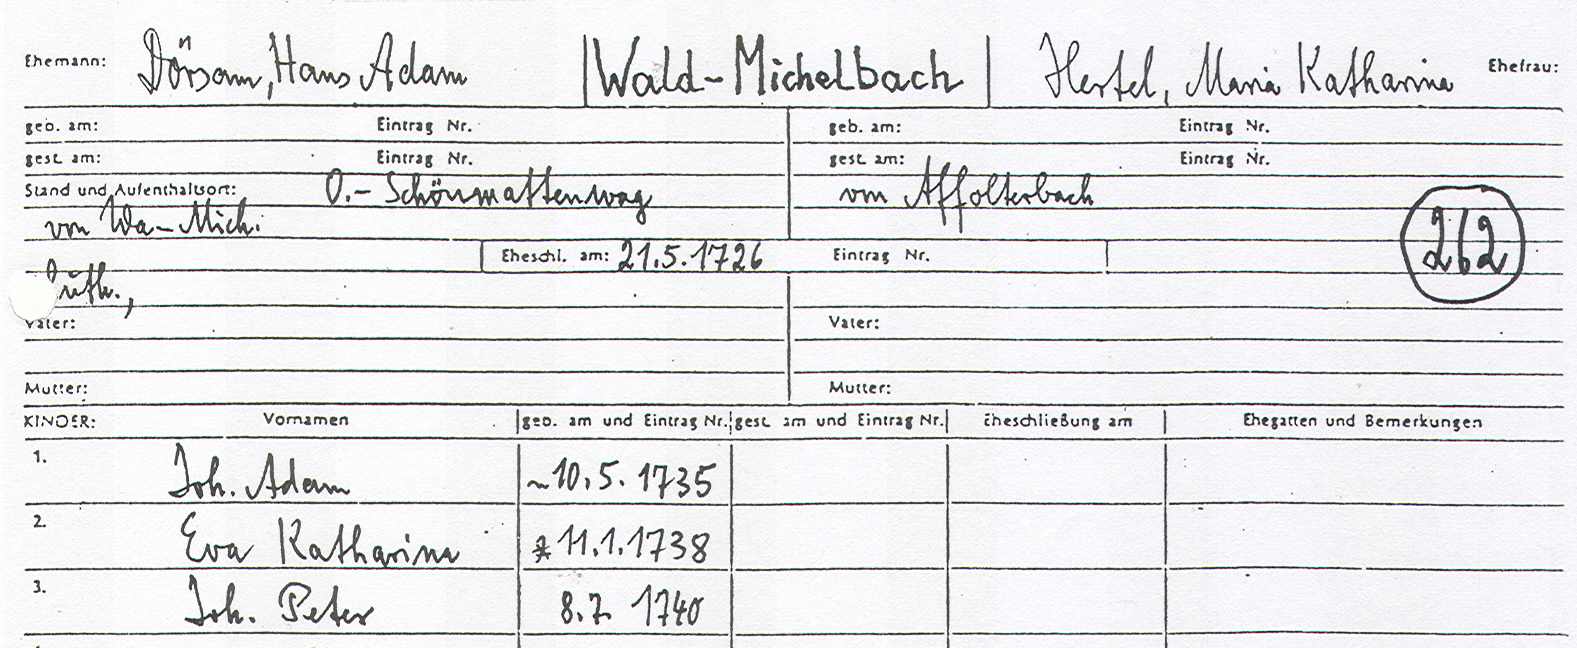 Ehemann: Dörsam, Hans Adam | Wald-Michelbach | Hertel, Maria Katharina Ehefrau:
geb. am: Eintrag Nr. geb. am: Eintrag Nr.
gest. am: Eintrag Nr. gest. am: Eintrag Nr.
Stand und Aufenthaltsort: O.-Schönmattenwag von Affolterbach
von Wa-Mich. 262
Eheschl. am: 21.5.1726 Eintrag Nr.
Luth.,
Vater: Vater:
Mutter: Mutter:
KINDER: Vornamen geb. am und Eintrag Nr. gest. am und Eintrag Nr. Eheschließung am Ehegatten und Bemerkungen
1. Joh. Adam ~10.5.1735
2. Eva Katharina * 11.1.1738
3. Joh. Peter 8.7. 1740